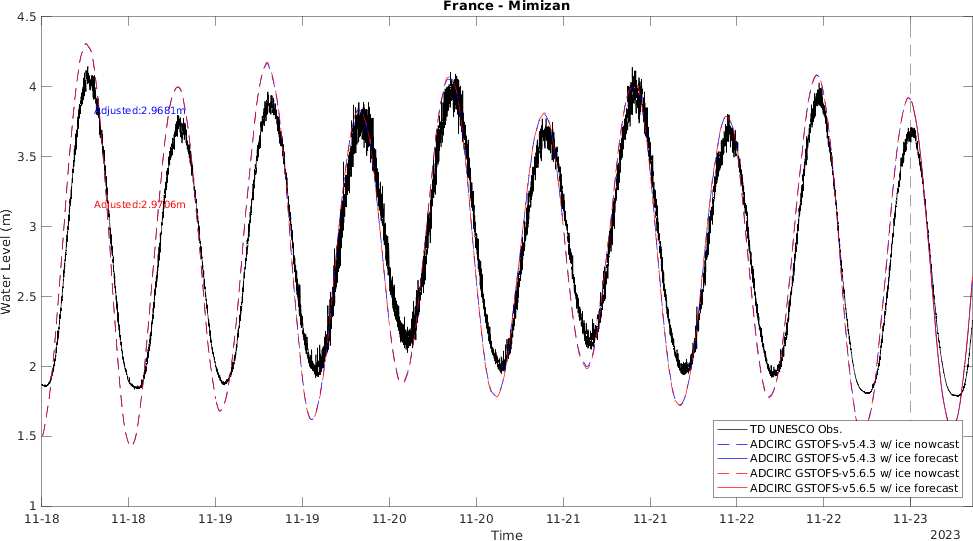 France - Mimizan
4.5
4
3.5
3
2.5
2
1.5
1
Water Level (m)
Adjusted:2.9681m
Adjusted:2.9706m
TD UNESCO Obs.
ADCIRC GSTOFS-v5.4.3 w/ ice nowcast
ADCIRC GSTOFS-v5.4.3 w/ ice forecast
ADCIRC GSTOFS-v5.6.5 w/ ice nowcast
ADCIRC GSTOFS-v5.6.5 w/ ice forecast
11-18 11-18 11-19 11-19 11-20 11-20 11-21 11-21 11-22 11-22 11-23
Time
2023